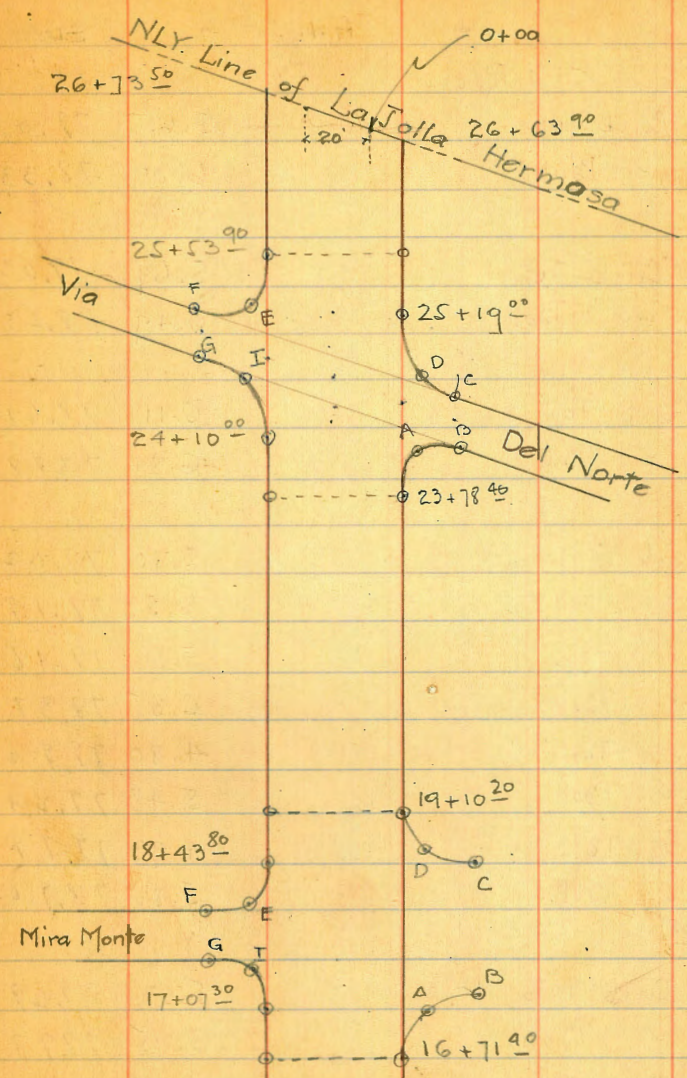 0+00
NLY. Line of La Jolla Hermosa
26+73 50
20'
26+63 90
25+53 90
Via
F
E
25+19 00
G
I
D
C
24+10 00
A
B
Del Norte
23+78 40
19+10 20
18+43 80
D
C
F
E
Mira Monte
G
I
17+07 30
A
B
16+71 90